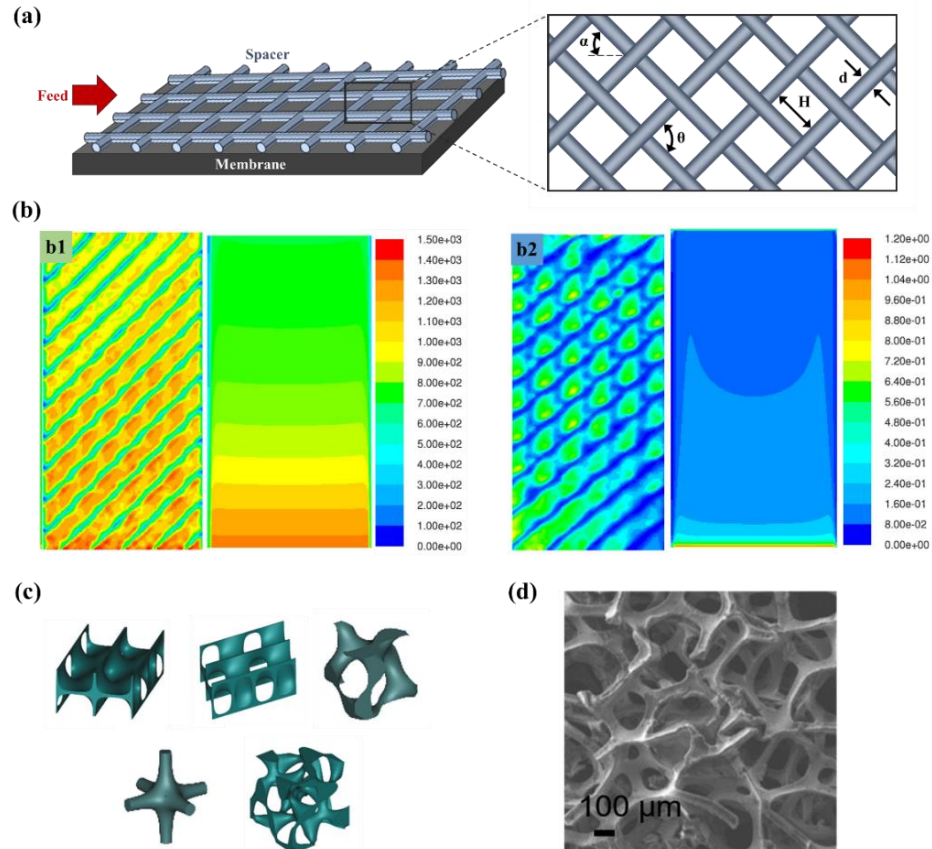 (a)
Spacer
Feed
Membrane
α
d
H
θ
(b)
b1
1.50e+03
1.40e+03
1.30e+03
1.20e+03
1.10e+03
1.00e+03
9.00e+02
8.00e+02
7.00e+02
6.00e+02
5.00e+02
4.00e+02
3.00e+02
2.00e+02
1.00e+02
0.00e+00
b2
1.20e+00
1.12e+00
1.04e+00
9.60e-01
8.80e-01
8.00e-01
7.20e-01
6.40e-01
5.60e-01
4.80e-01
4.00e-01
3.20e-01
2.40e-01
1.60e-01
8.00e-02
0.00e+00
(c)
(d)
100 µm